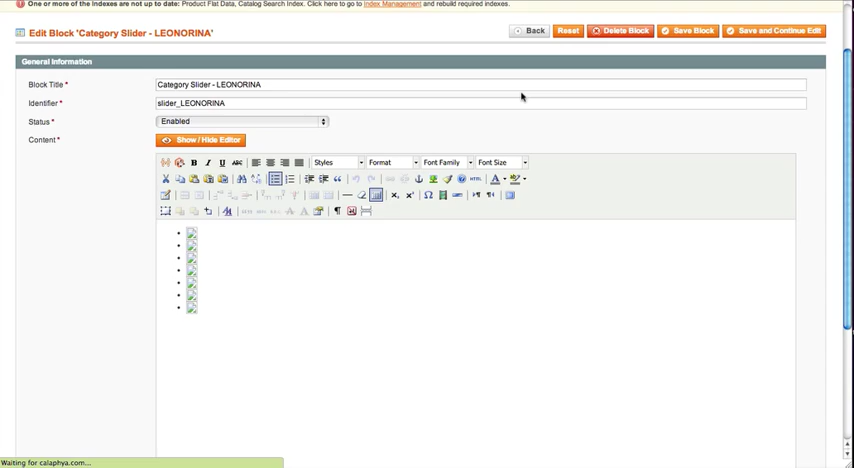 One or more of the Indexes are not up to date: Product Flat Data, Catalog Search Index. Click here to go to Index Management and rebuild required indexes.
Edit Block 'Category Slider - LEONORINA'
Back Reset Delete Block Save Block Save and Continue Edit
General Information
Block Title * Category Slider - LEONORINA
Identifier * slider_LEONORINA
Status * Enabled
Content * Show / Hide Editor
B I U ABC Styles Format Font Family Font Size
HTML A ab
Waiting for calaphya.com...